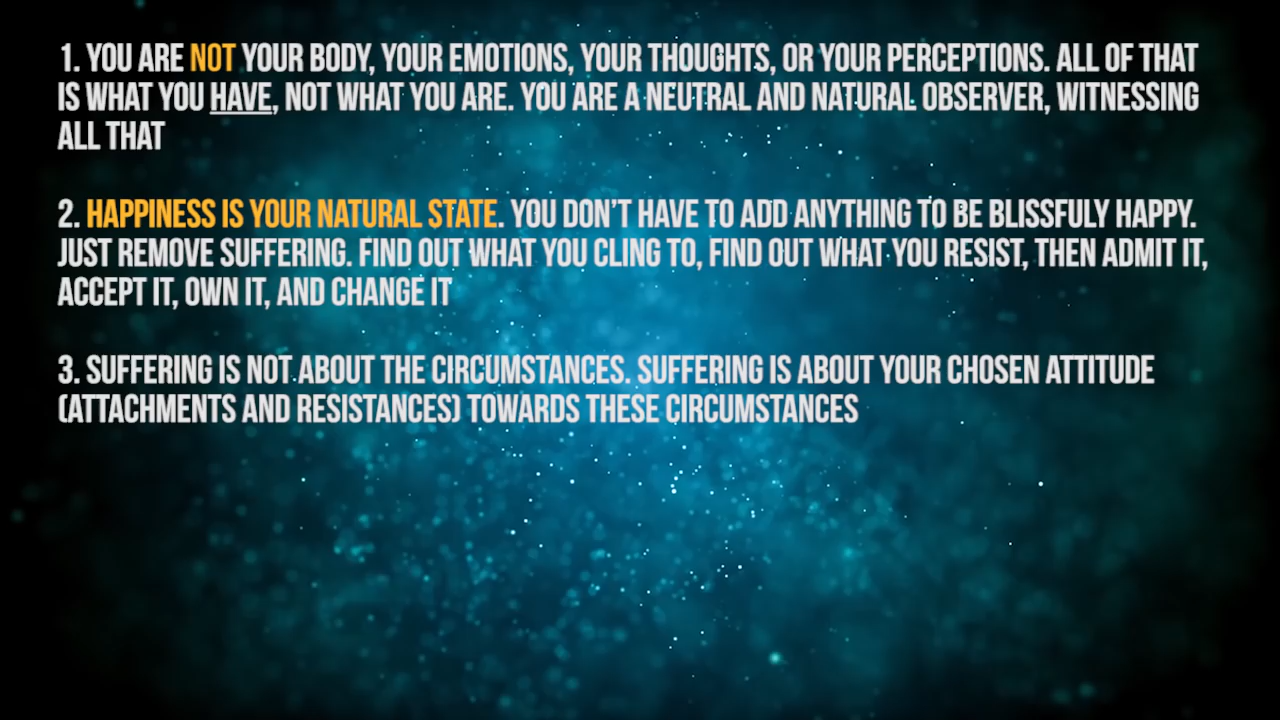 1. YOU ARE NOT YOUR BODY, YOUR EMOTIONS, YOUR THOUGHTS, OR YOUR PERCEPTIONS. ALL OF THAT
IS WHAT YOU HAVE, NOT WHAT YOU ARE. YOU ARE A NEUTRAL AND NATURAL OBSERVER, WITNESSING
ALL THAT
2. HAPPINESS IS YOUR NATURAL STATE. YOU DON'T HAVE TO ADD ANYTHING TO BE BLISSFULY HAPPY.
JUST REMOVE SUFFERING. FIND OUT WHAT YOU CLING TO, FIND OUT WHAT YOU RESIST, THEN ADMIT IT,
ACCEPT IT, OWN IT, AND CHANGE IT
3. SUFFERING IS NOT ABOUT THE CIRCUMSTANCES. SUFFERING IS ABOUT YOUR CHOSEN ATTITUDE
(ATTACHMENTS AND RESISTANCES) TOWARDS THESE CIRCUMSTANCES